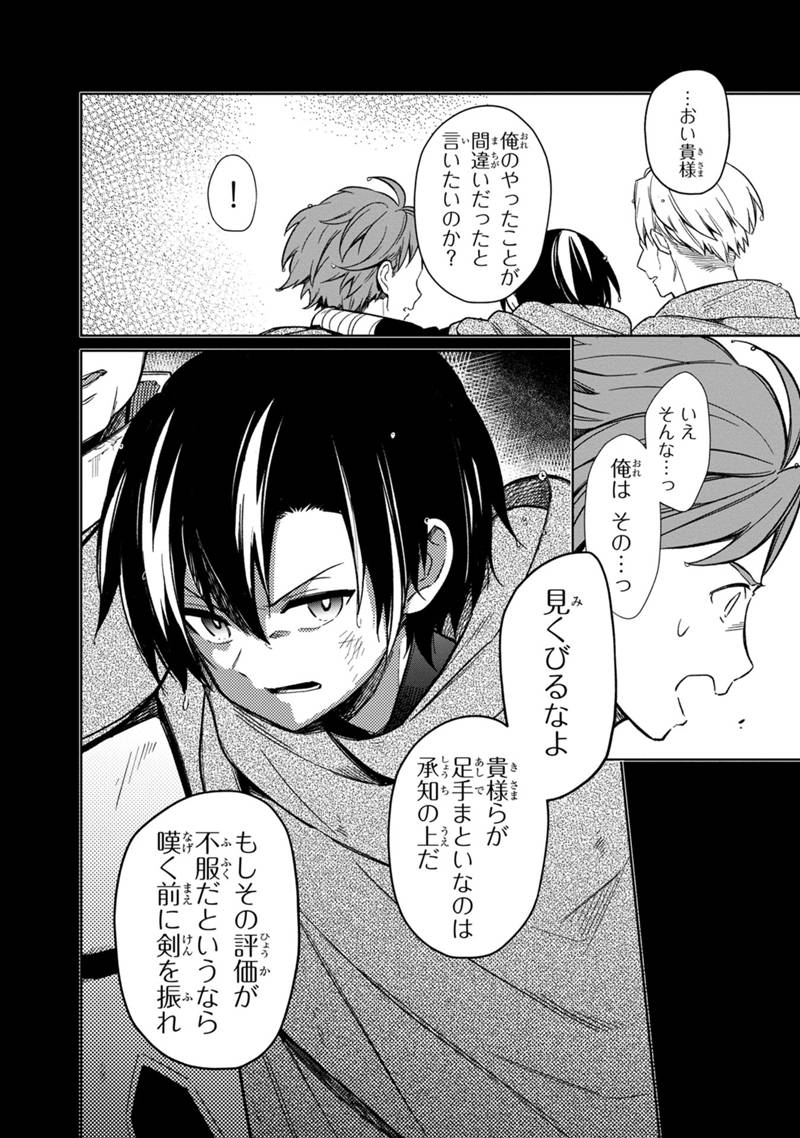 …おい貴様
俺のやったことが
間違いだったと
言いたいのか？
！
いえ
そんな…っ
俺は その…っ
見くびるなよ
貴様らが
足手まといなのは
承知の上だ
もしその評価が
不服だというなら
嘆く前に剣を振れ